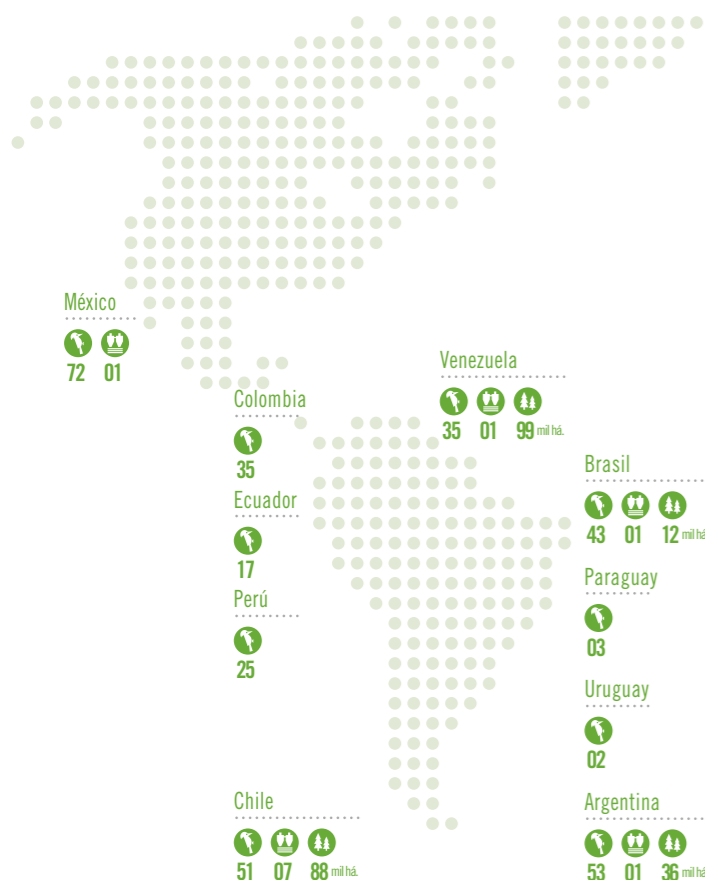 México
72 01
Colombia
35
Ecuador
17
Perú
25
Chile
51 07 88 mil há.
Venezuela
35 01 99 mil há.
Brasil
43 01 12 mil há
Paraguay
03
Uruguay
02
Argentina
53 01 36 mil há